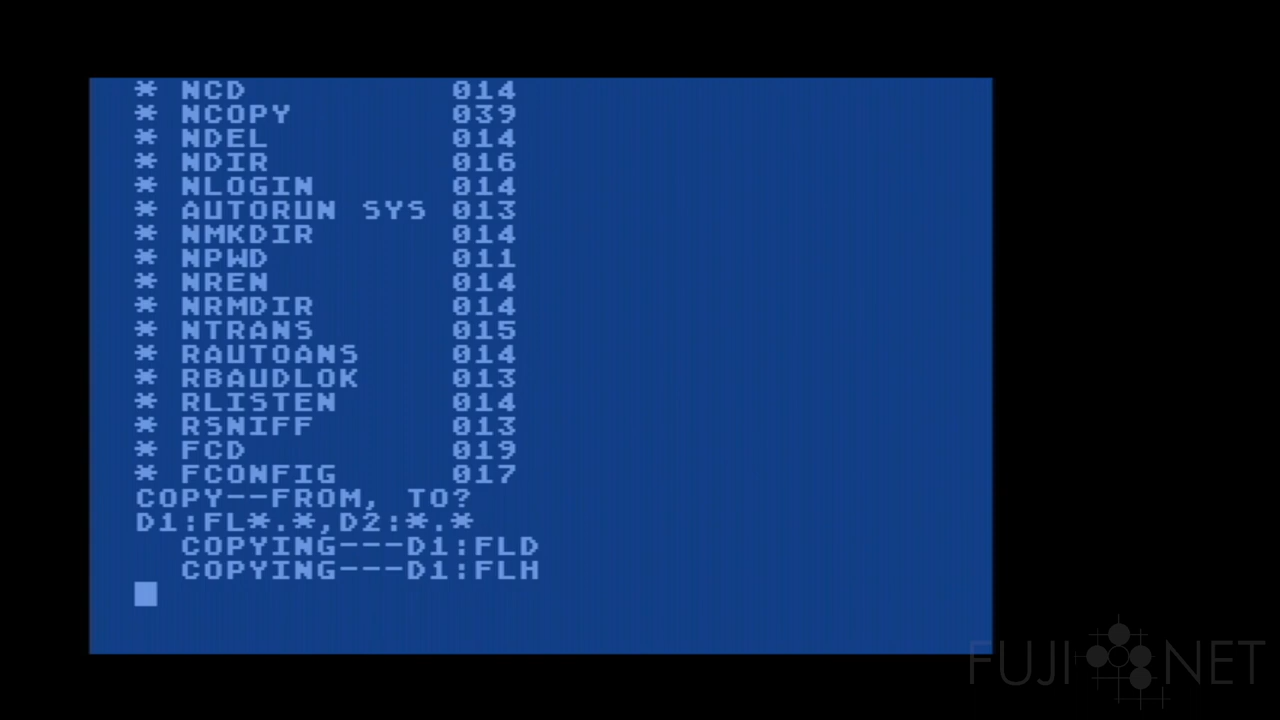 * NCD 014
* NCOPY 039
* NDEL 014
* NDIR 016
* NLOGIN 014
* AUTORUN SYS 013
* NMKDIR 014
* NPWD 011
* NREN 014
* NRMDIR 014
* NTRANS 015
* RAUTOANS 014
* RBAUDLOK 013
* RLISTEN 014
* RSNIFF 013
* FCD 019
* FCONFIG 017
COPY--FROM, TO?
D1:FL*.*,D2:*.*
COPYING---D1:FLD
COPYING---D1:FLH
FUJI NET